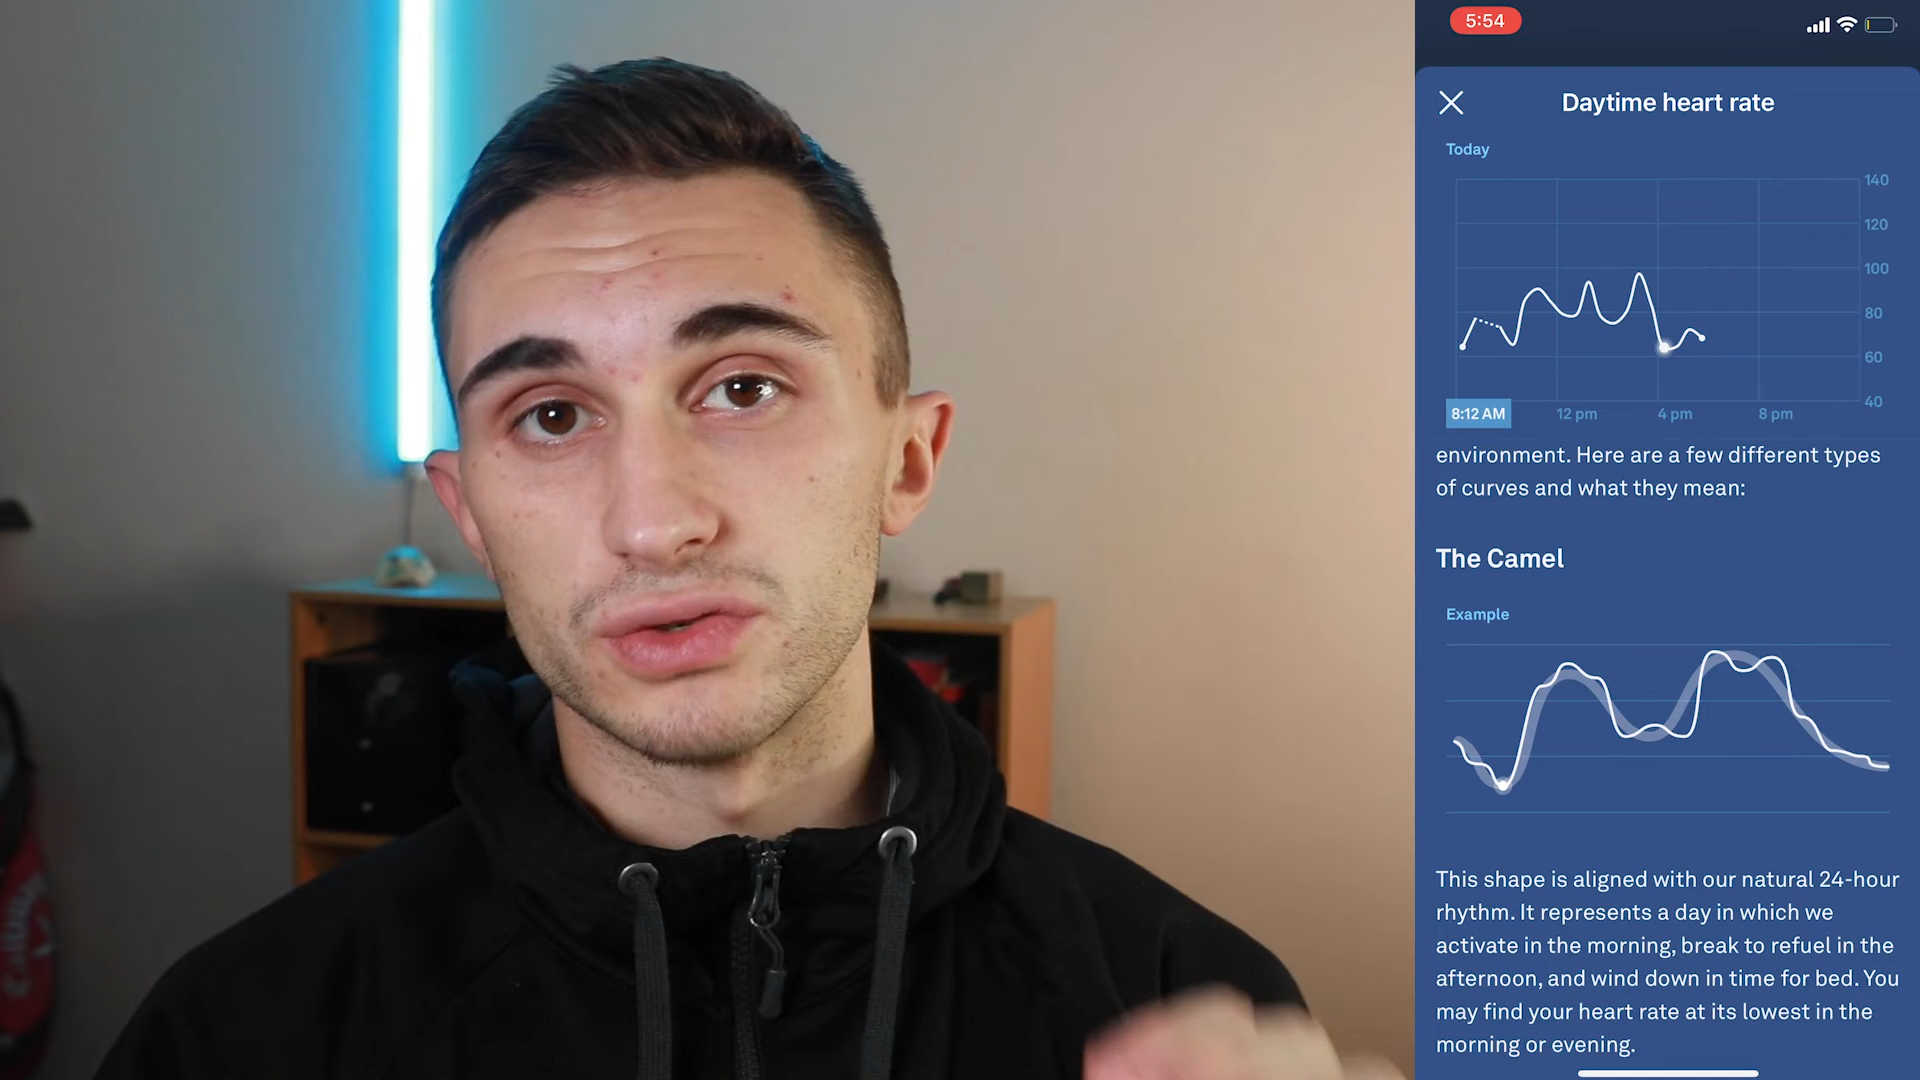 5:54
Daytime heart rate
Today
140
120
100
80
60
40
8:12 AM 12 pm 4 pm 8 pm
environment. Here are a few different types
of curves and what they mean:
The Camel
Example
This shape is aligned with our natural 24-hour
rhythm. It represents a day in which we
activate in the morning, break to refuel in the
afternoon, and wind down in time for bed. You
may find your heart rate at its lowest in the
morning or evening.